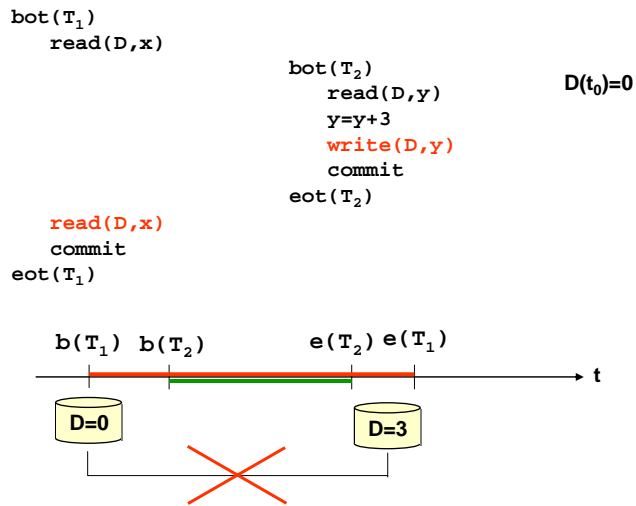 bot(T₁)
read(D,x)
bot(T₂)
read(D,y)
y=y+3
write(D,y)
commit
eot(T₂)
D(t₀)=0
read(D,x)
commit
eot(T₁)
b(T₁) b(T₂) e(T₂) e(T₁)
t
D=0 D=3